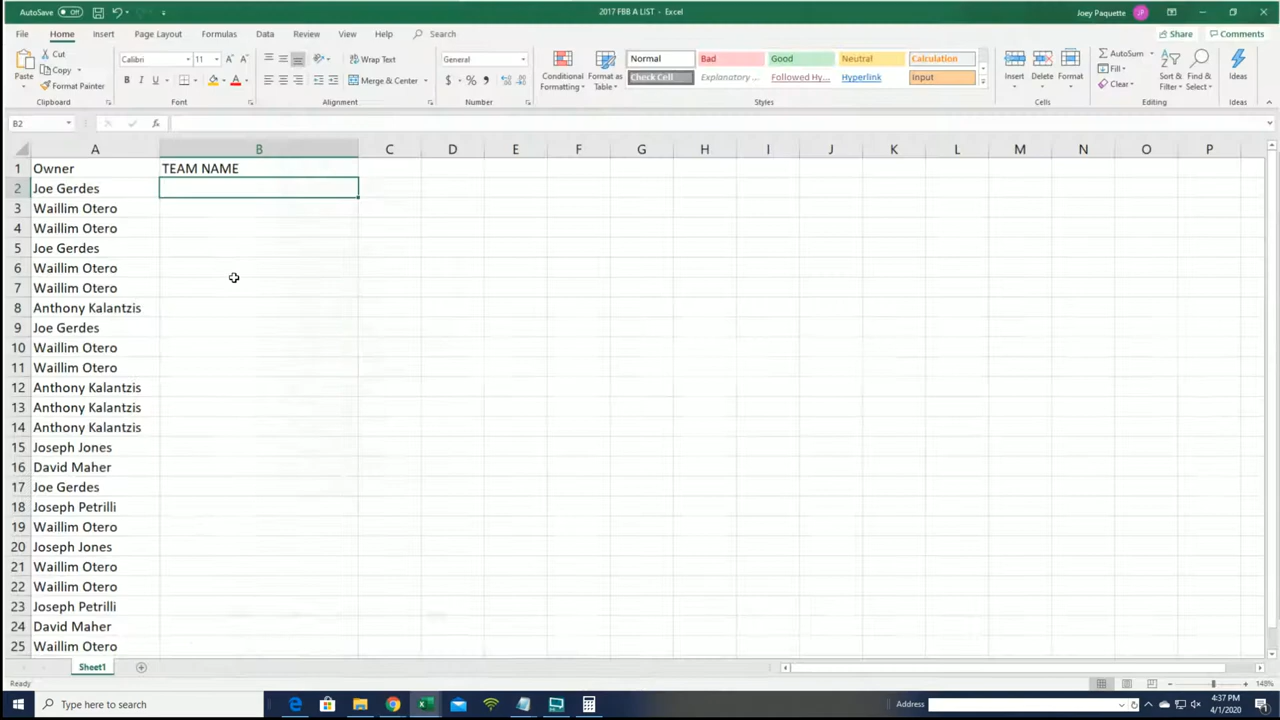 AutoSave Off 2017 FBB A LIST - Excel Joey Paquette JP
File Home Insert Page Layout Formulas Data Review View Help Search Share Comments
Cut Calibri 11 Wrap Text General Normal Bad Good Neutral Calculation AutoSum
Paste Copy Merge & Center Conditional Formatting Format as Table Check Cell Explanatory ... Followed Hy... Hyperlink Input Insert Delete Format Fill Sort & Filter Find & Select Ideas
Format Painter Clear
Clipboard Font Alignment Number Styles Cells Editing Ideas
B2 fx
A B C D E F G H I J K L M N O P
1 Owner TEAM NAME
2 Joe Gerdes
3 Waillim Otero
4 Waillim Otero
5 Joe Gerdes
6 Waillim Otero
7 Waillim Otero
8 Anthony Kalantzis
9 Joe Gerdes
10 Waillim Otero
11 Waillim Otero
12 Anthony Kalantzis
13 Anthony Kalantzis
14 Anthony Kalantzis
15 Joseph Jones
16 David Maher
17 Joe Gerdes
18 Joseph Petrilli
19 Waillim Otero
20 Joseph Jones
21 Waillim Otero
22 Waillim Otero
23 Joseph Petrilli
24 David Maher
25 Waillim Otero
Sheet1
Ready 148%
Type here to search Address 4:37 PM
4/1/2020